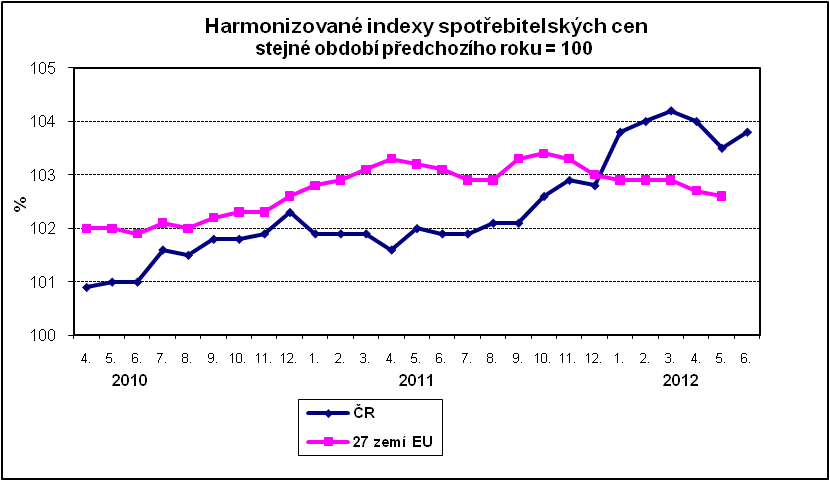 Harmonizované indexy spotřebitelských cen
stejné období předchozího roku = 100
105
104
103
102
101
100
%
4. 5. 6. 7. 8. 9. 10. 11. 12. 1. 2. 3. 4. 5. 6. 7. 8. 9. 10. 11. 12. 1. 2. 3. 4. 5. 6.
2010 2011 2012
ČR
27 zemí EU